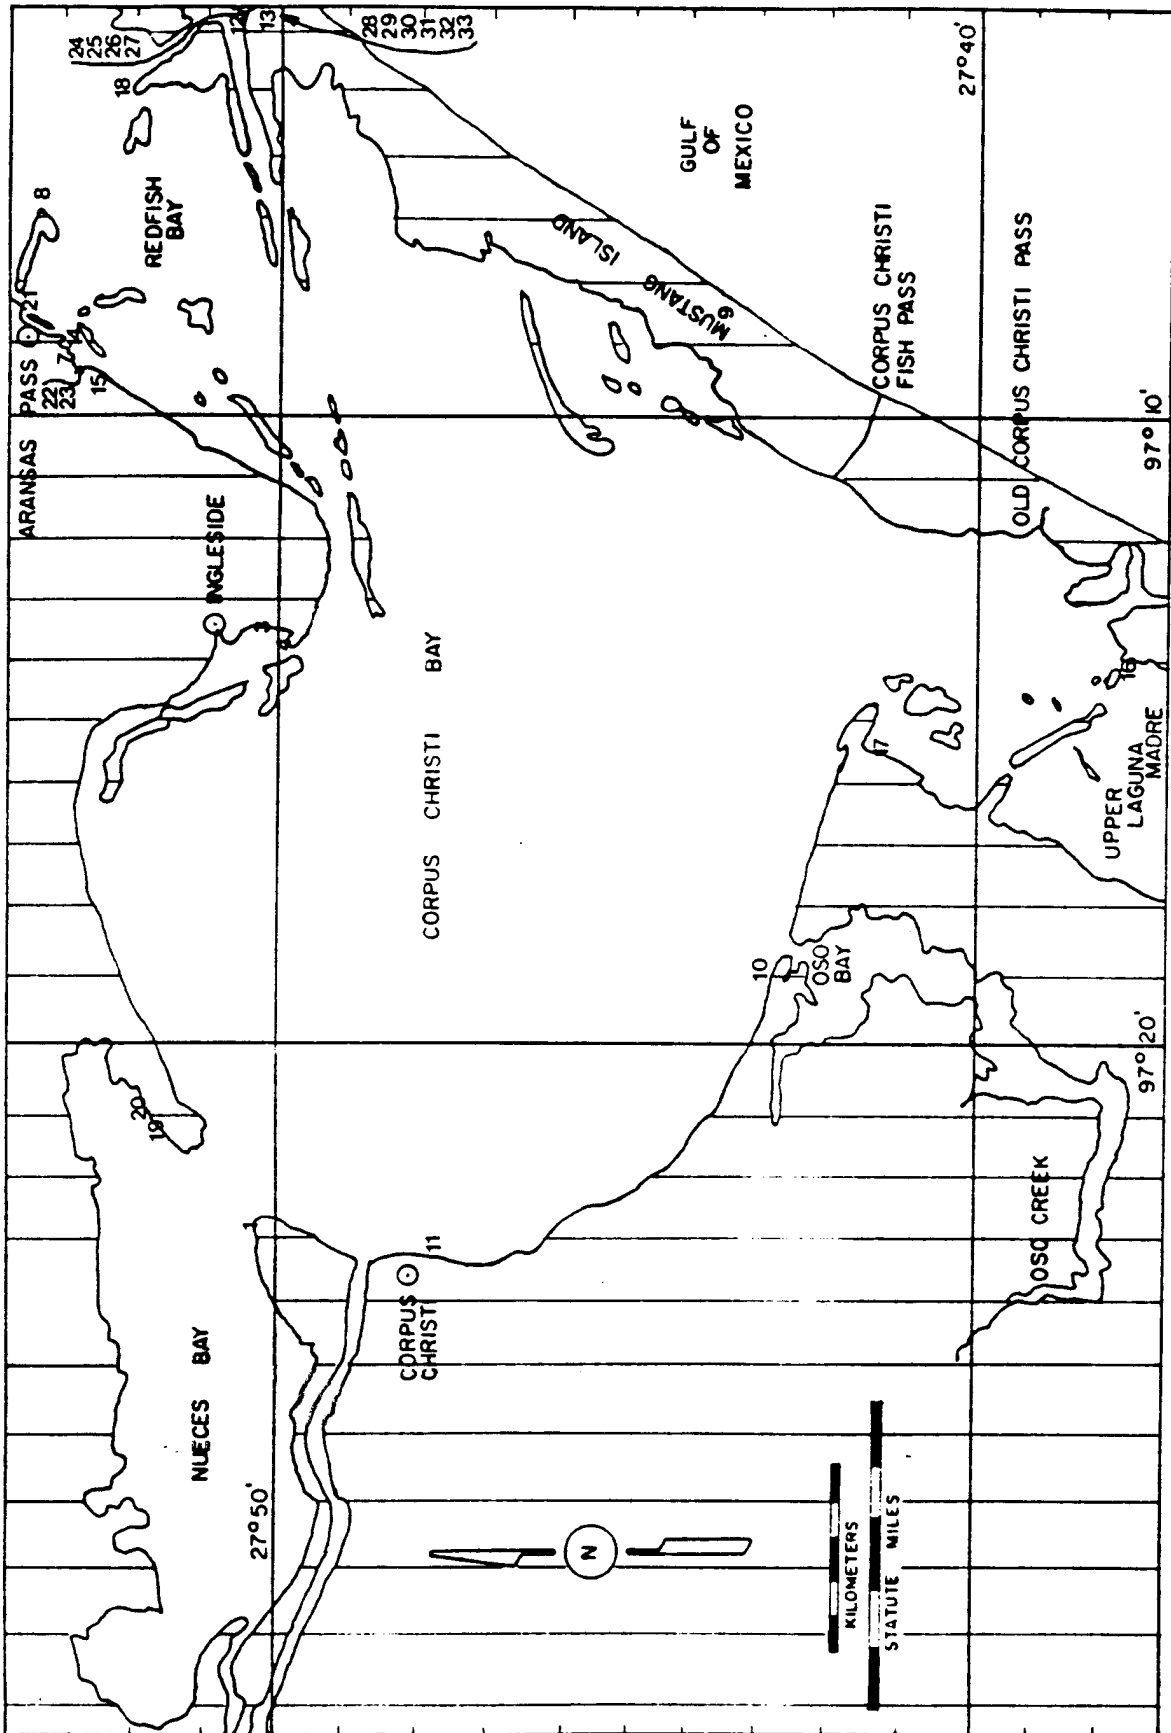 24
25
26
27
18
12
13
28
29
30
31
32
33
8
REDFISH
BAY
21
ARANSAS PASS
22
23
7
15
INGLESIDE
3
GULF
OF
MEXICO
27°40'
MUSTANG ISLAND
CORPUS CHRISTI
FISH PASS
OLD CORPUS CHRISTI PASS
97°10'
CORPUS CHRISTI BAY
16
17
UPPER
LAGUNA
MADRE
10
OSO
BAY
97°20'
20
19
1
11
CORPUS
CHRISTI
OSO CREEK
NUECES BAY
27°50'
N
KILOMETERS
STATUTE MILES